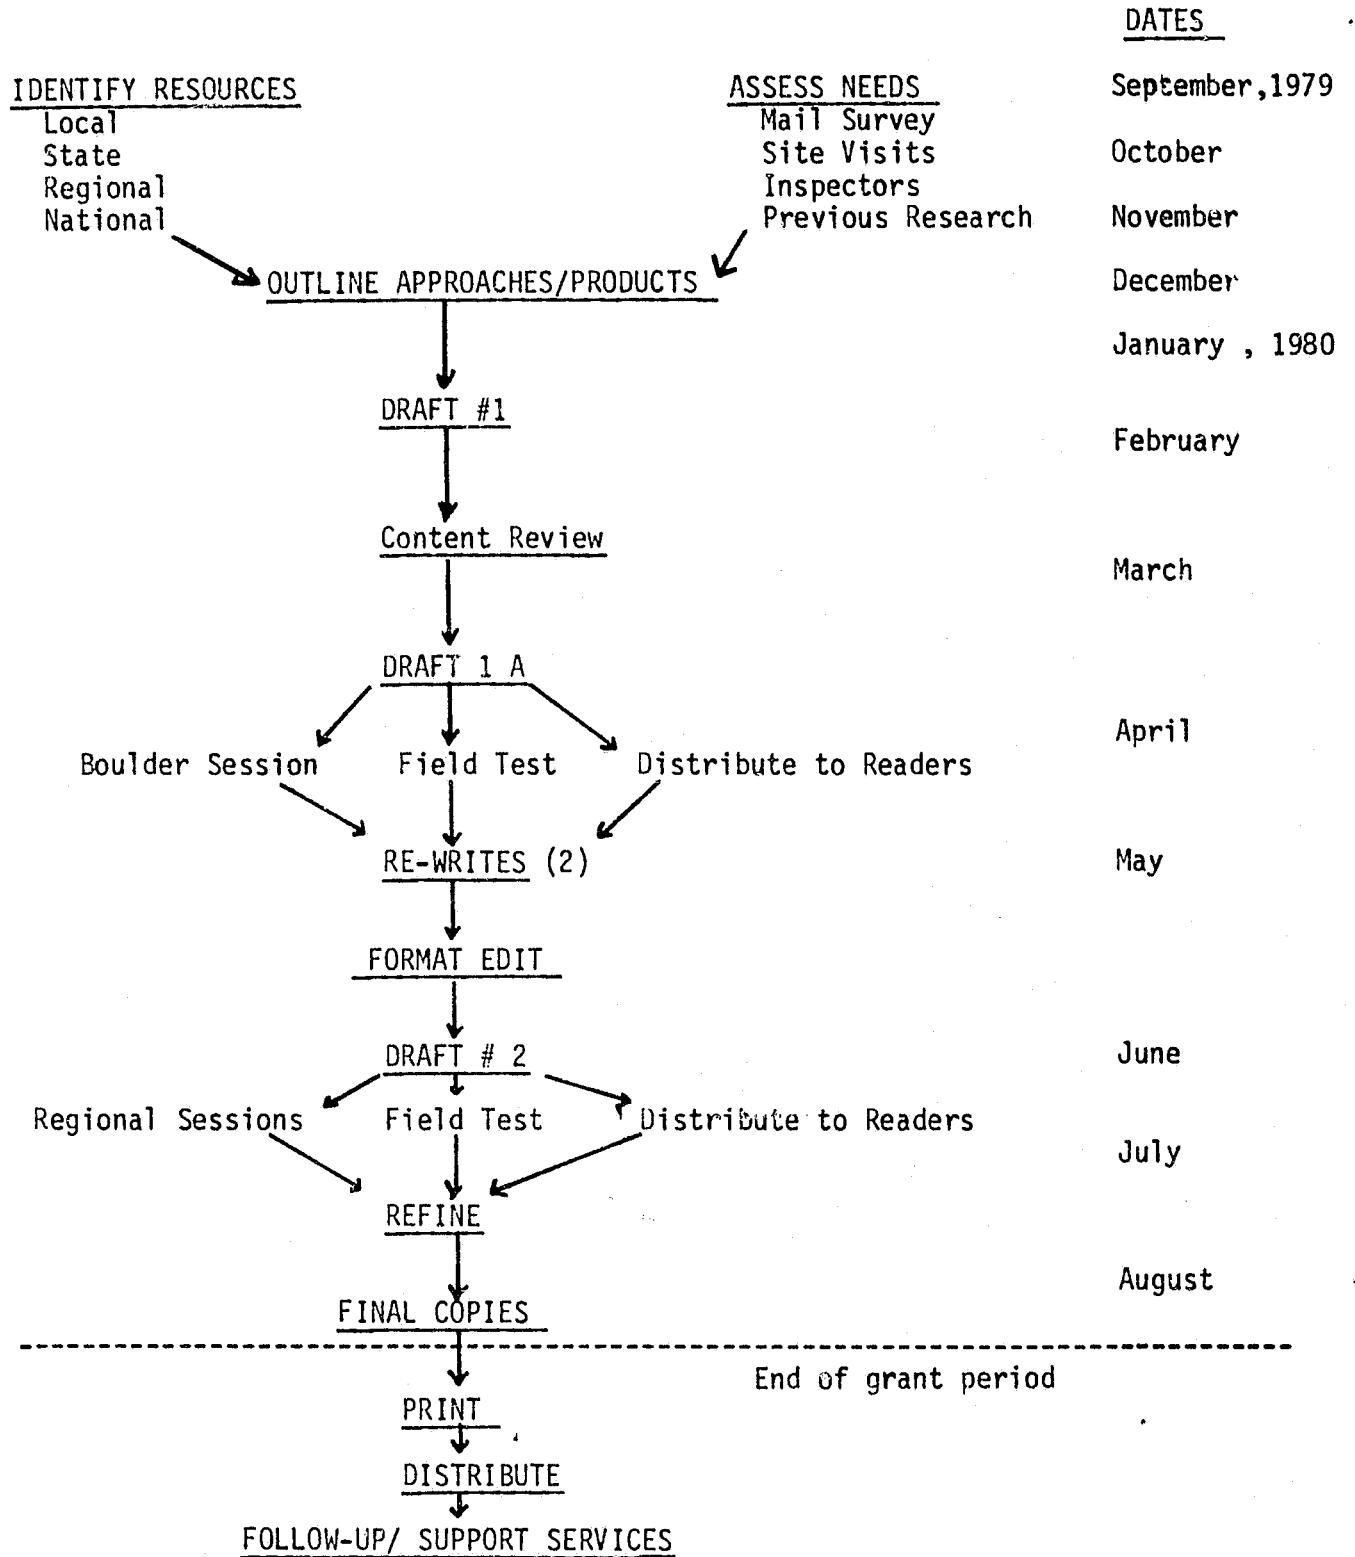 DATES
IDENTIFY RESOURCES
Local
State
Regional
National
ASSESS NEEDS
Mail Survey
Site Visits
Inspectors
Previous Research
September,1979
October
November
OUTLINE APPROACHES/PRODUCTS
December
January , 1980
DRAFT #1
February
Content Review
March
DRAFT 1 A
April
Boulder Session
Field Test
Distribute to Readers
RE-WRITES (2)
May
FORMAT EDIT
DRAFT # 2
June
Regional Sessions
Field Test
Distribute to Readers
July
REFINE
August
FINAL COPIES
End of grant period
PRINT
DISTRIBUTE
FOLLOW-UP/ SUPPORT SERVICES